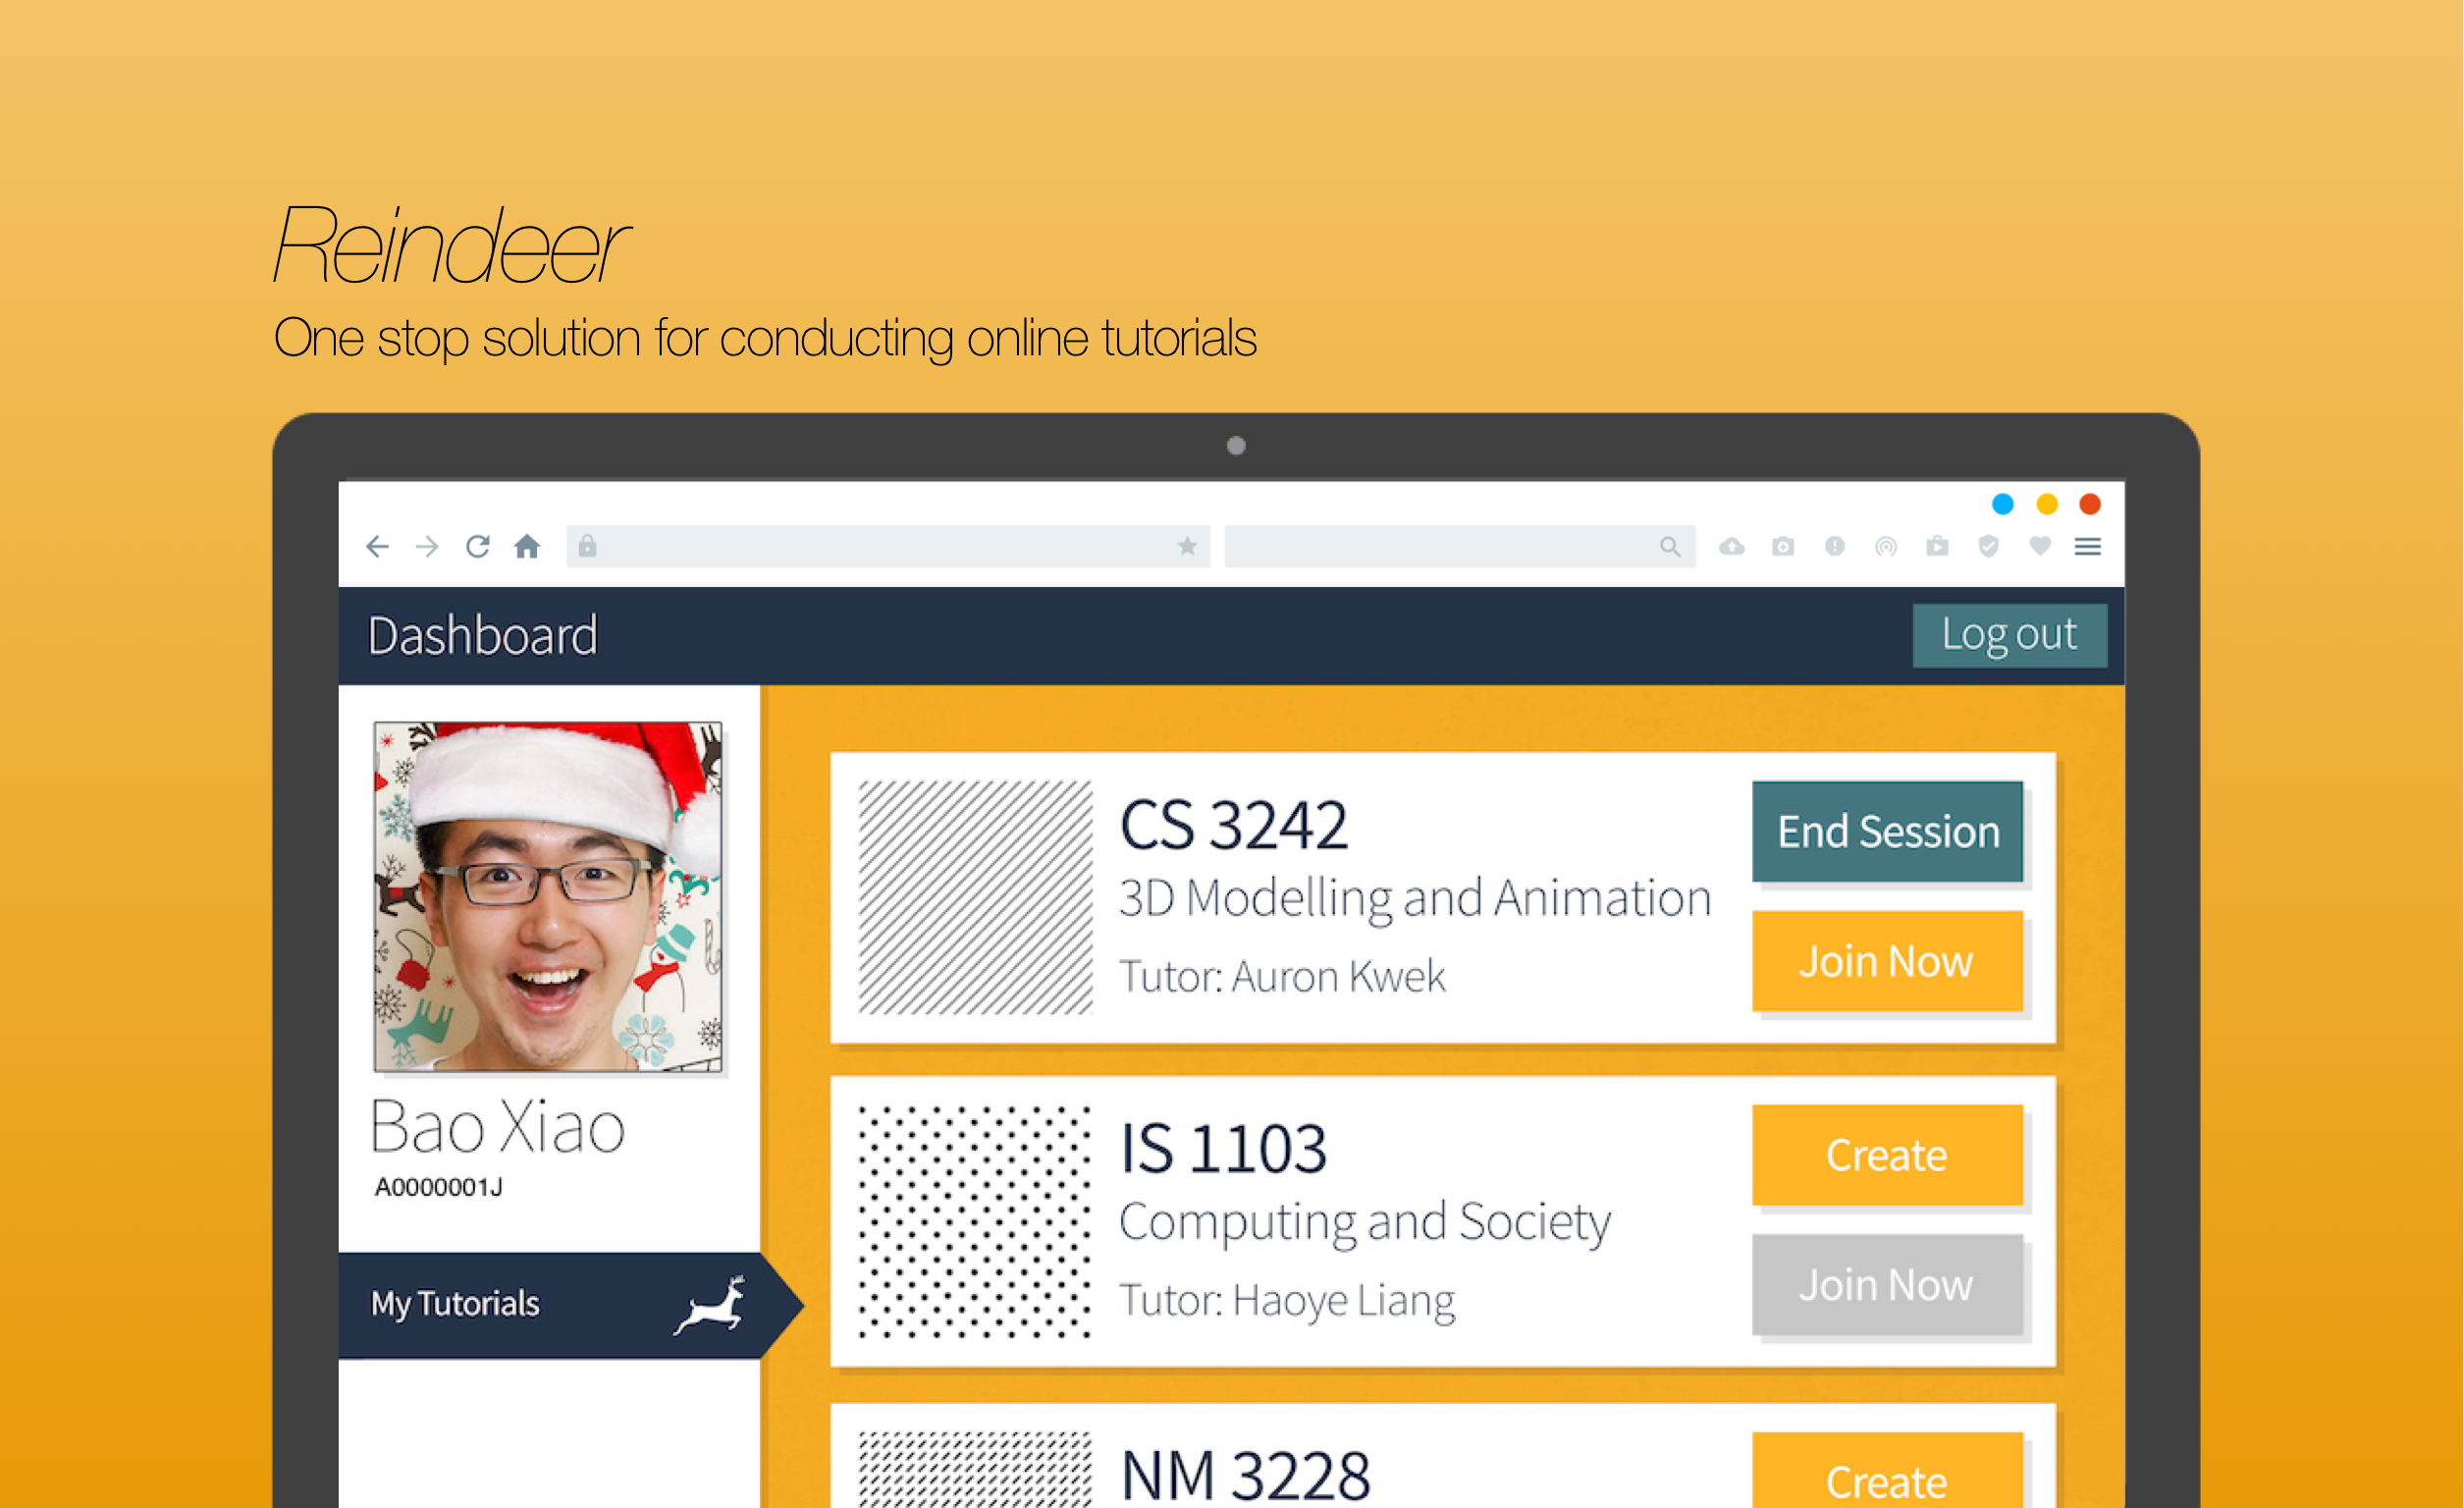 Reindeer
One stop solution for conducting online tutorials
Dashboard
Log out
Bao Xiao
A0000001J
My Tutorials
CS 3242
3D Modelling and Animation
Tutor: Auron Kwek
End Session
Join Now
IS 1103
Computing and Society
Tutor: Haoye Liang
Create
Join Now
NM 3228
Create